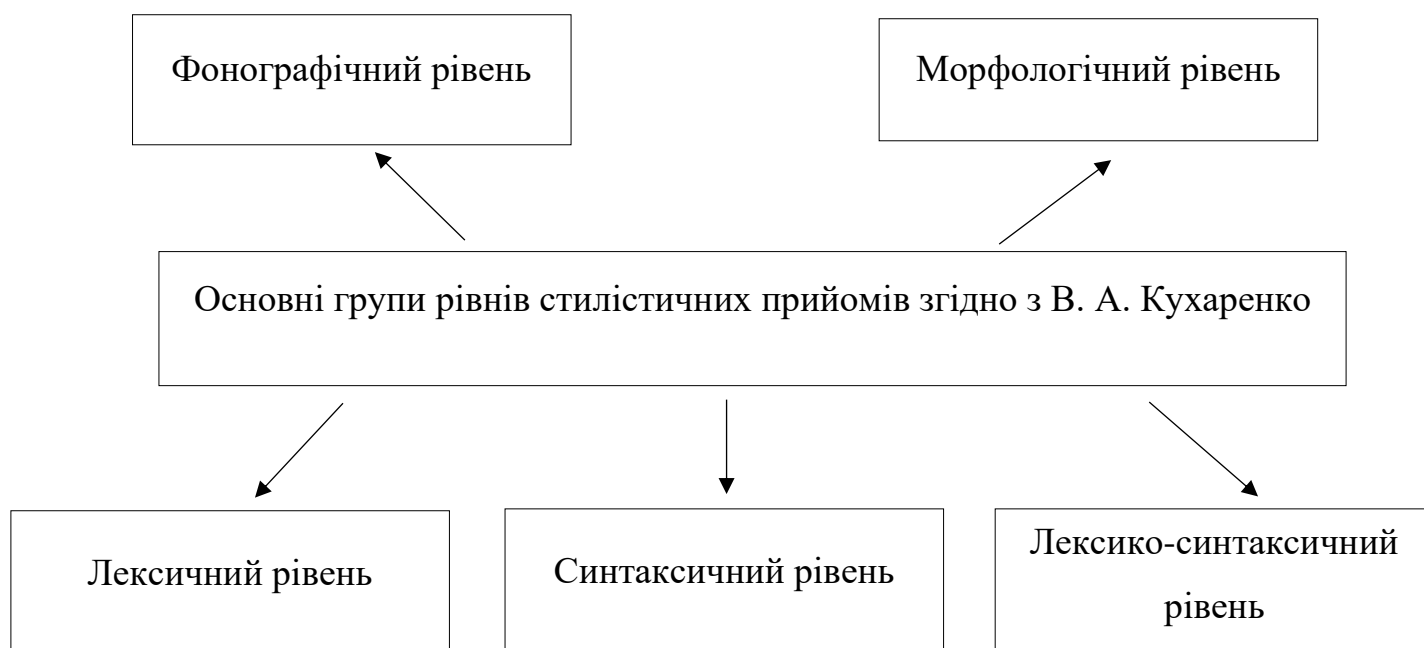 Фонографічний рівень
Морфологічний рівень
Основні групи рівнів стилістичних прийомів згідно з В. А. Кухаренко
Лексичний рівень
Синтаксичний рівень
Лексико-синтаксичний
рівень